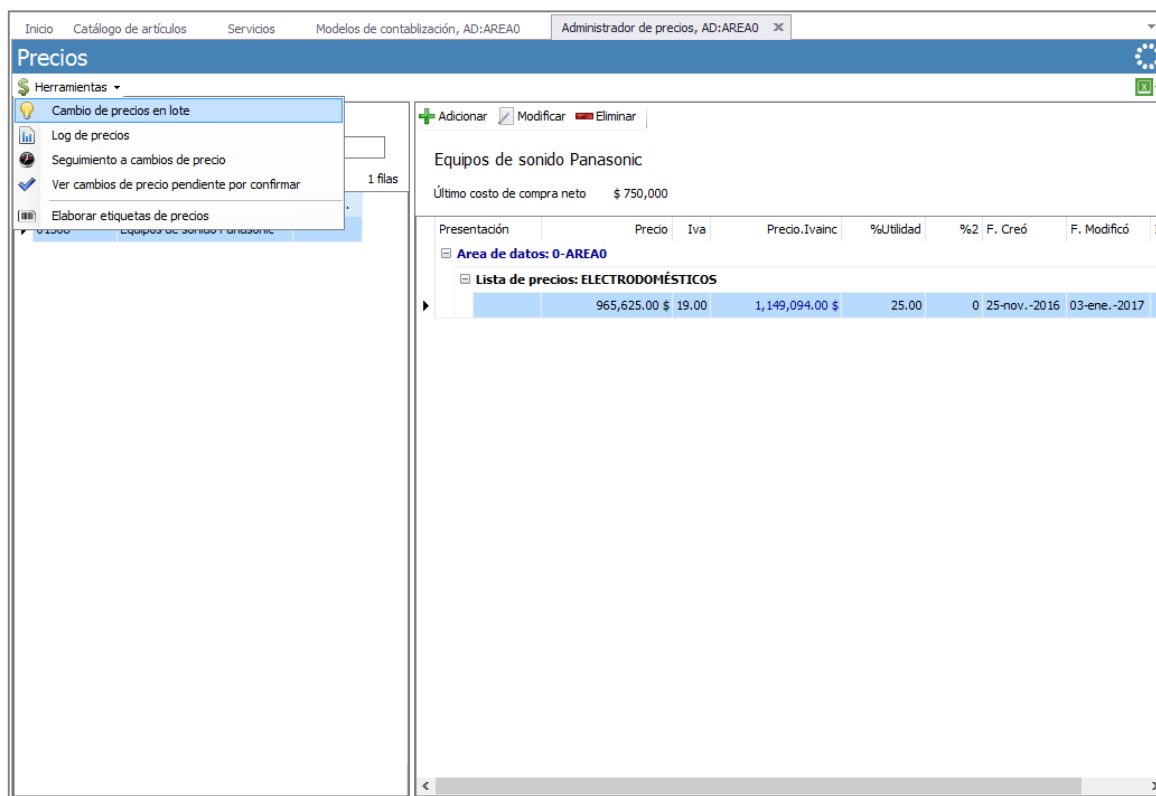 Inicio Catálogo de artículos Servicios Modelos de contablización, AD:AREA0 Administrador de precios, AD:AREA0
Precios
Herramientas
Cambio de precios en lote
Log de precios
Seguimiento a cambios de precio
Ver cambios de precio pendiente por confirmar
Elaborar etiquetas de precios
1 filas
Equipos de sonido Panasonic
Adicionar Modificar Eliminar
Equipos de sonido Panasonic
Último costo de compra neto $ 750,000
Presentación Precio Iva Precio.Ivainc %Utilidad %2 F. Creó F. Modificó
Area de datos: 0-AREA0
Lista de precios: ELECTRODOMÉSTICOS
965,625.00 $ 19.00 1,149,094.00 $ 25.00 0 25-nov.-2016 03-ene.-2017